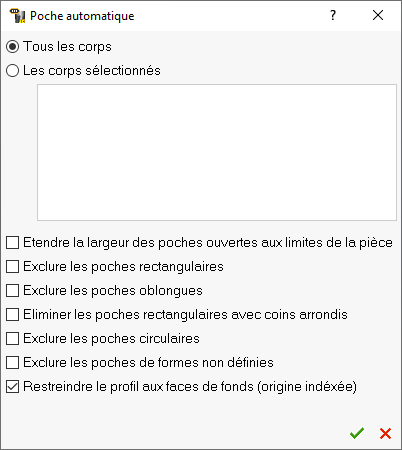 Poche automatique
Tous les corps
Les corps sélectionnés
Etendre la largeur des poches ouvertes aux limites de la pièce
Exclure les poches rectangulaires
Exclure les poches oblongues
Eliminer les poches rectangulaires avec coins arrondis
Exclure les poches circulaires
Exclure les poches de formes non définies
Restreindre le profil aux faces de fonds (origine indéxée)